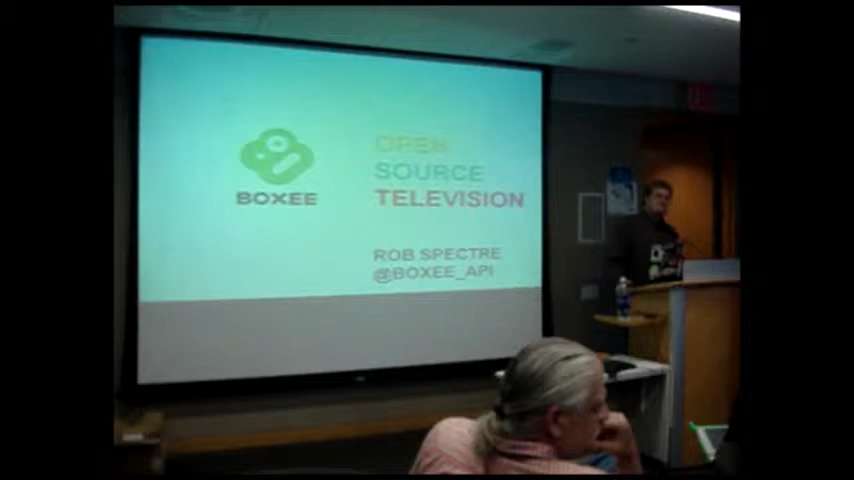 BOXEE
OPEN
SOURCE
TELEVISION
ROB SPECTRE
@BOXEE_API